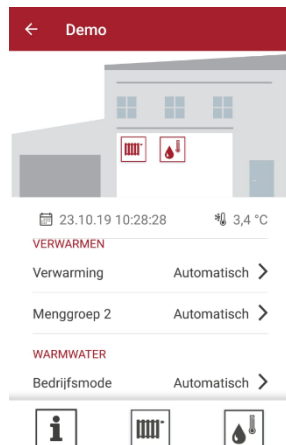 Demo
23.10.19 10:28:28 3,4 °C
VERWARMEN
Verwarming Automatisch
Menggroep 2 Automatisch
WARMWATER
Bedrijfsmode Automatisch